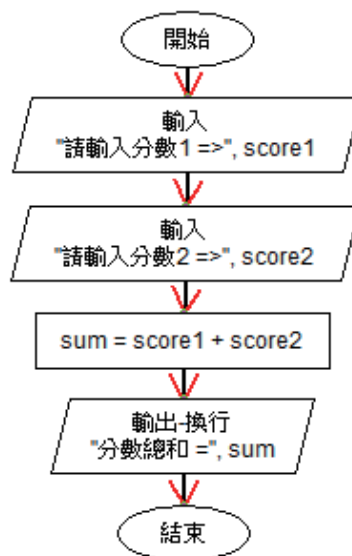 開始
輸入
"請輸入分數1 =>", score1
輸入
"請輸入分數2 =>", score2
sum = score1 + score2
輸出-換行
"分數總和 =", sum
結束